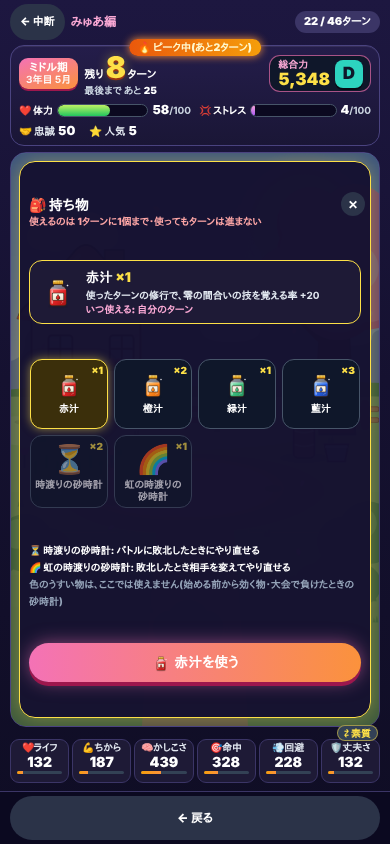 ← 中断
みゅあ編
22 / 46ターン
🔥 ピーク中(あと2ターン)
ミドル期
3年目 5月
残り8ターン
最後まで あと 25
総合力
5,348
D
❤️体力 58/100
💢ストレス 4/100
🤝忠誠 50 ⭐人気 5
🎒持ち物
使えるのは 1ターンに1個まで・使ってもターンは進まない
✕
赤汁 ×1
使ったターンの修行で、零の間合いの技を覚える率 +20
いつ使える: 自分のターン
×1
赤汁
×2
橙汁
×1
緑汁
×3
藍汁
×2
時渡りの砂時計
×1
虹の時渡りの
砂時計
⏳ 時渡りの砂時計: バトルに敗北したときにやり直せる
🌈 虹の時渡りの砂時計: 敗北したとき相手を変えてやり直せる
色のうすい物は、ここでは使えません(始める前から効く物・大会で負けたときの
砂時計)
赤汁を使う
素質
❤️ライフ
132
💪ちから
187
🧠かしこさ
439
🎯命中
328
💨回避
228
🛡️丈夫さ
132
← 戻る